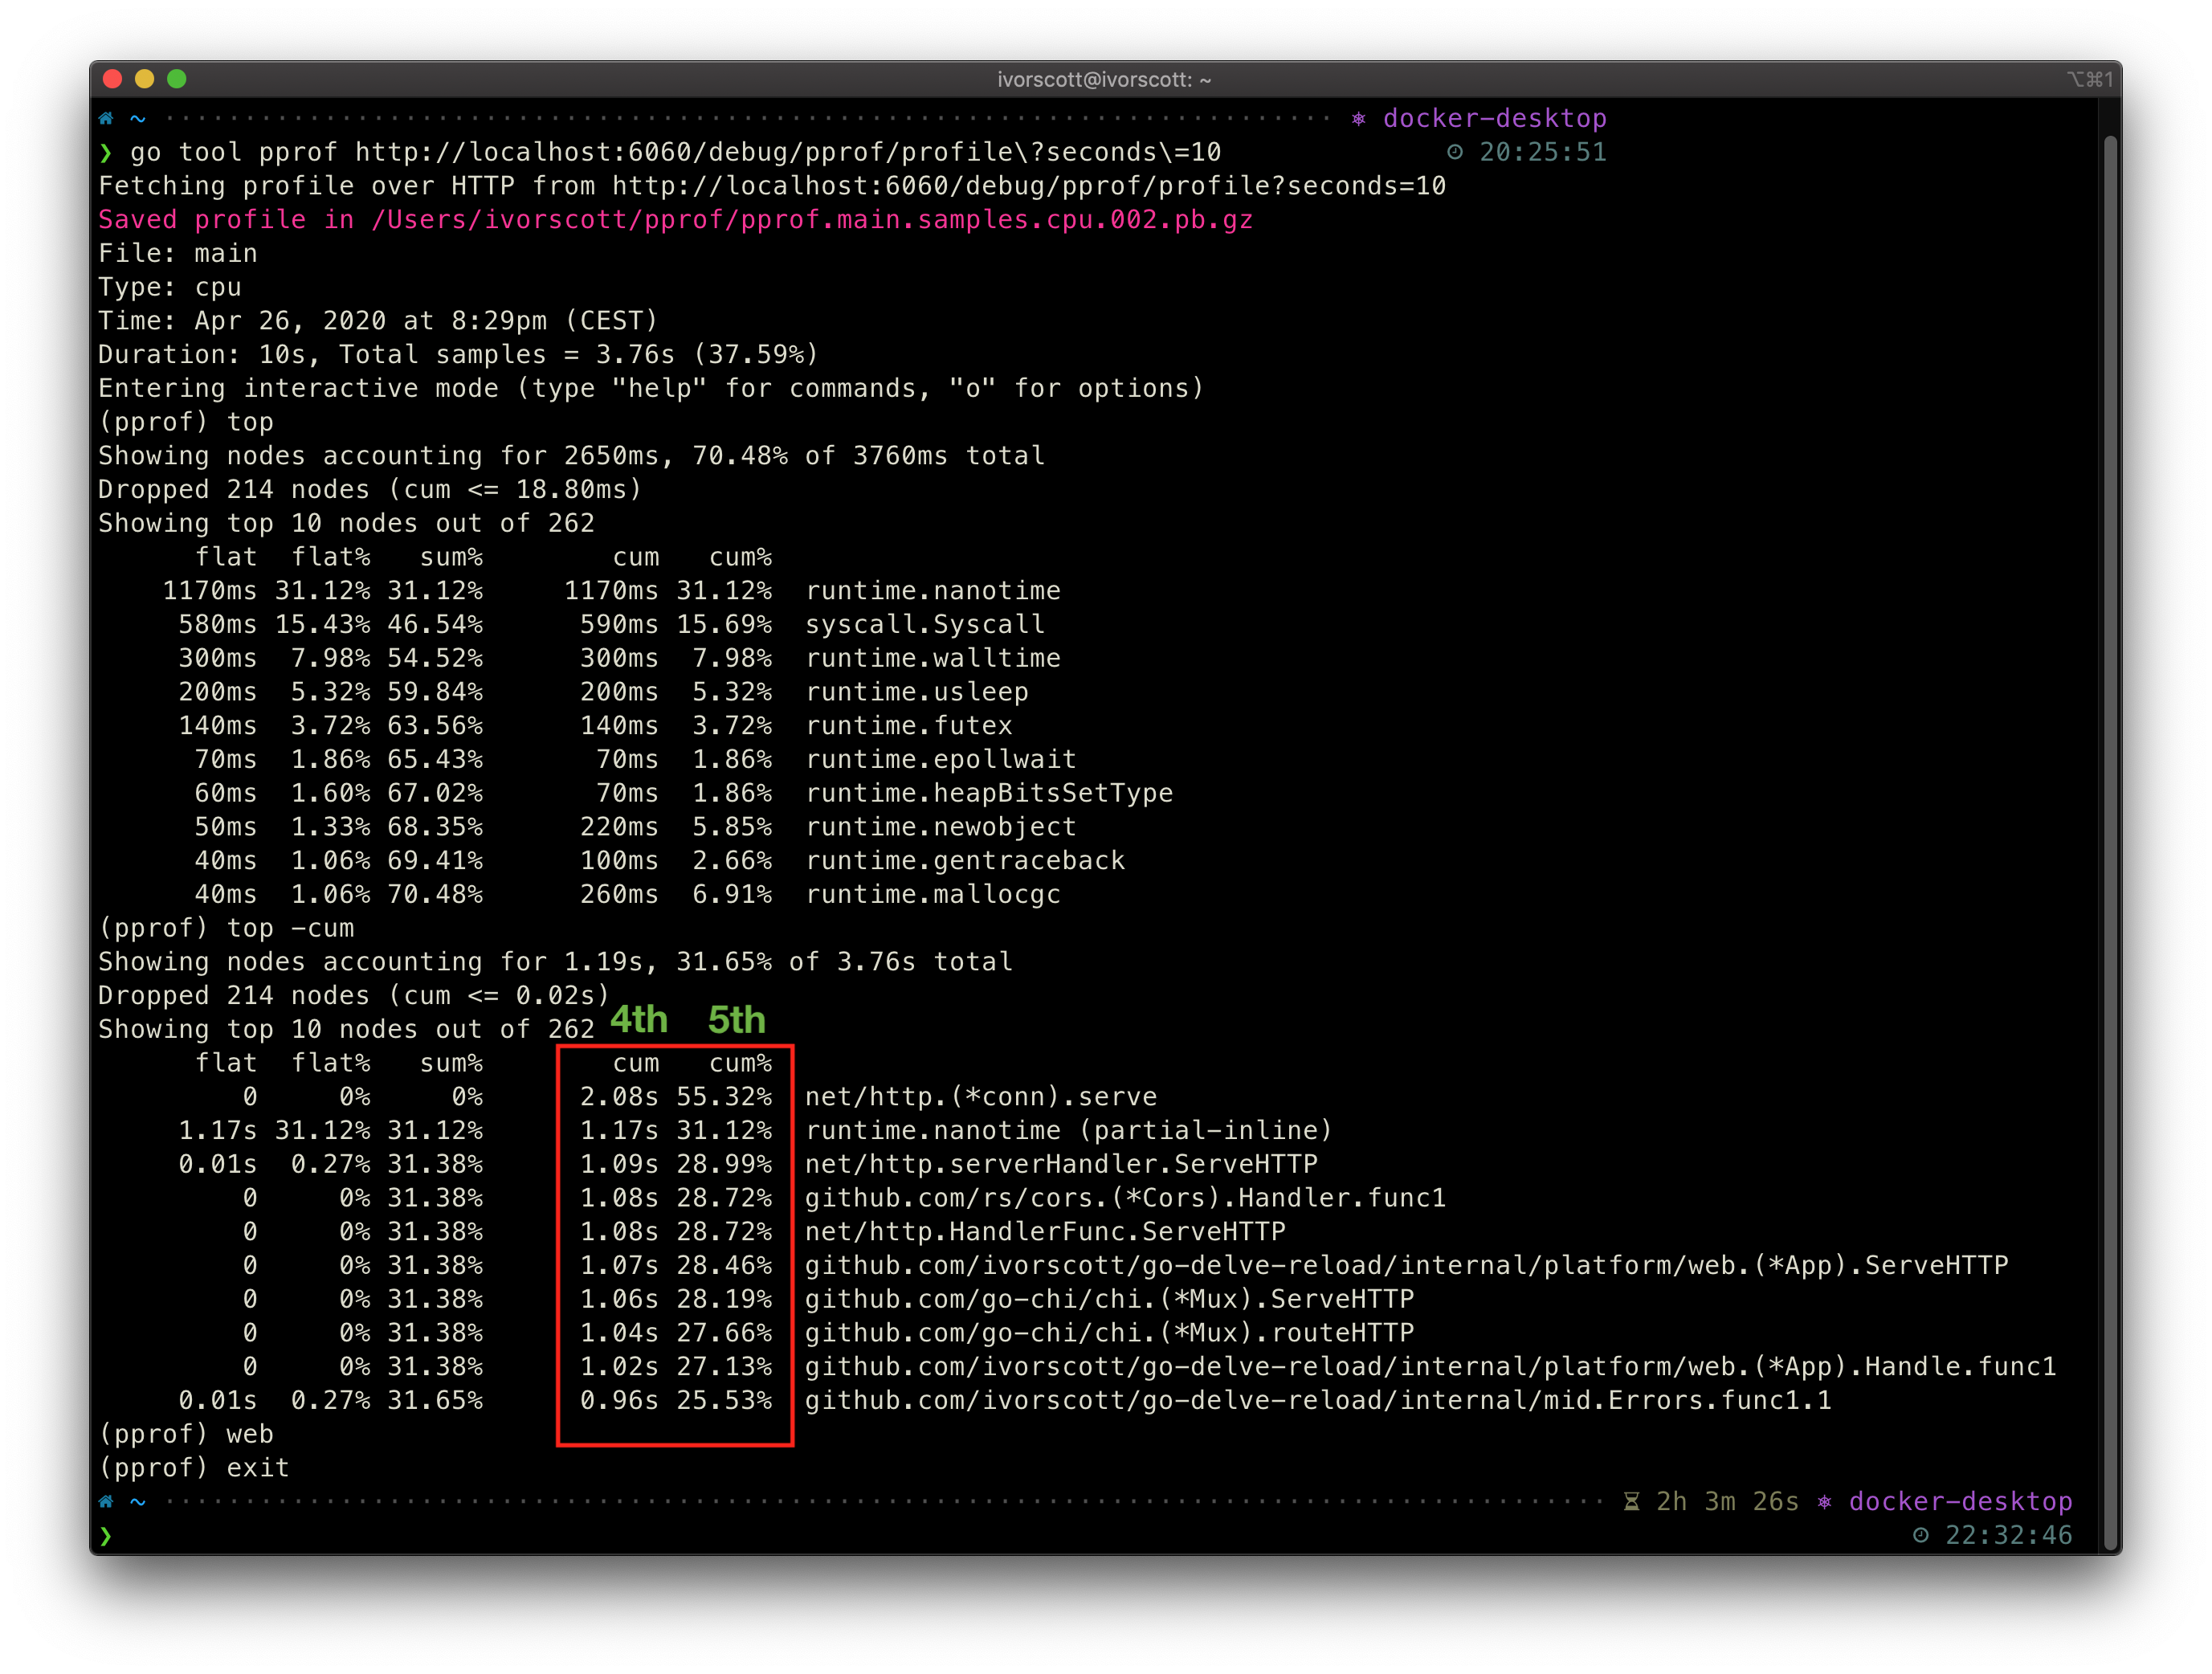 ivorscott@ivorscott: ~ ⌥⌘1
~ docker-desktop
❯ go tool pprof http://localhost:6060/debug/pprof/profile\?seconds\=10 20:25:51
Fetching profile over HTTP from http://localhost:6060/debug/pprof/profile?seconds=10
Saved profile in /Users/ivorscott/pprof/pprof.main.samples.cpu.002.pb.gz
File: main
Type: cpu
Time: Apr 26, 2020 at 8:29pm (CEST)
Duration: 10s, Total samples = 3.76s (37.59%)
Entering interactive mode (type "help" for commands, "o" for options)
(pprof) top
Showing nodes accounting for 2650ms, 70.48% of 3760ms total
Dropped 214 nodes (cum <= 18.80ms)
Showing top 10 nodes out of 262
flat flat% sum% cum cum%
1170ms 31.12% 31.12% 1170ms 31.12% runtime.nanotime
580ms 15.43% 46.54% 590ms 15.69% syscall.Syscall
300ms 7.98% 54.52% 300ms 7.98% runtime.walltime
200ms 5.32% 59.84% 200ms 5.32% runtime.usleep
140ms 3.72% 63.56% 140ms 3.72% runtime.futex
70ms 1.86% 65.43% 70ms 1.86% runtime.epollwait
60ms 1.60% 67.02% 70ms 1.86% runtime.heapBitsSetType
50ms 1.33% 68.35% 220ms 5.85% runtime.newobject
40ms 1.06% 69.41% 100ms 2.66% runtime.gentraceback
40ms 1.06% 70.48% 260ms 6.91% runtime.mallocgc
(pprof) top -cum
Showing nodes accounting for 1.19s, 31.65% of 3.76s total
Dropped 214 nodes (cum <= 0.02s)
Showing top 10 nodes out of 262 4th 5th
flat flat% sum% cum cum%
0 0% 0% 2.08s 55.32% net/http.(*conn).serve
1.17s 31.12% 31.12% 1.17s 31.12% runtime.nanotime (partial-inline)
0.01s 0.27% 31.38% 1.09s 28.99% net/http.serverHandler.ServeHTTP
0 0% 31.38% 1.08s 28.72% github.com/rs/cors.(*Cors).Handler.func1
0 0% 31.38% 1.08s 28.72% net/http.HandlerFunc.ServeHTTP
0 0% 31.38% 1.07s 28.46% github.com/ivorscott/go-delve-reload/internal/platform/web.(*App).ServeHTTP
0 0% 31.38% 1.06s 28.19% github.com/go-chi/chi.(*Mux).ServeHTTP
0 0% 31.38% 1.04s 27.66% github.com/go-chi/chi.(*Mux).routeHTTP
0 0% 31.38% 1.02s 27.13% github.com/ivorscott/go-delve-reload/internal/platform/web.(*App).Handle.func1
0.01s 0.27% 31.65% 0.96s 25.53% github.com/ivorscott/go-delve-reload/internal/mid.Errors.func1.1
(pprof) web
(pprof) exit
~ 2h 3m 26s docker-desktop
❯ 22:32:46